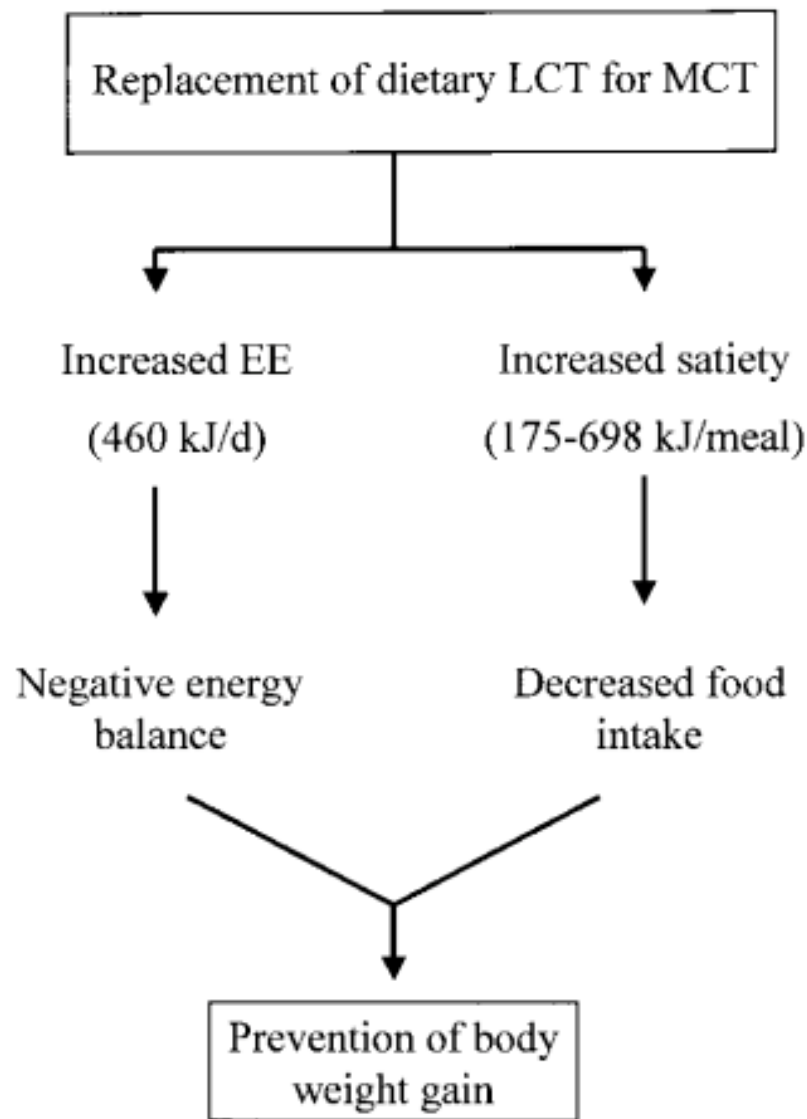 Replacement of dietary LCT for MCT
Increased EE
(460 kJ/d)
Increased satiety
(175-698 kJ/meal)
Negative energy
balance
Decreased food
intake
Prevention of body
weight gain